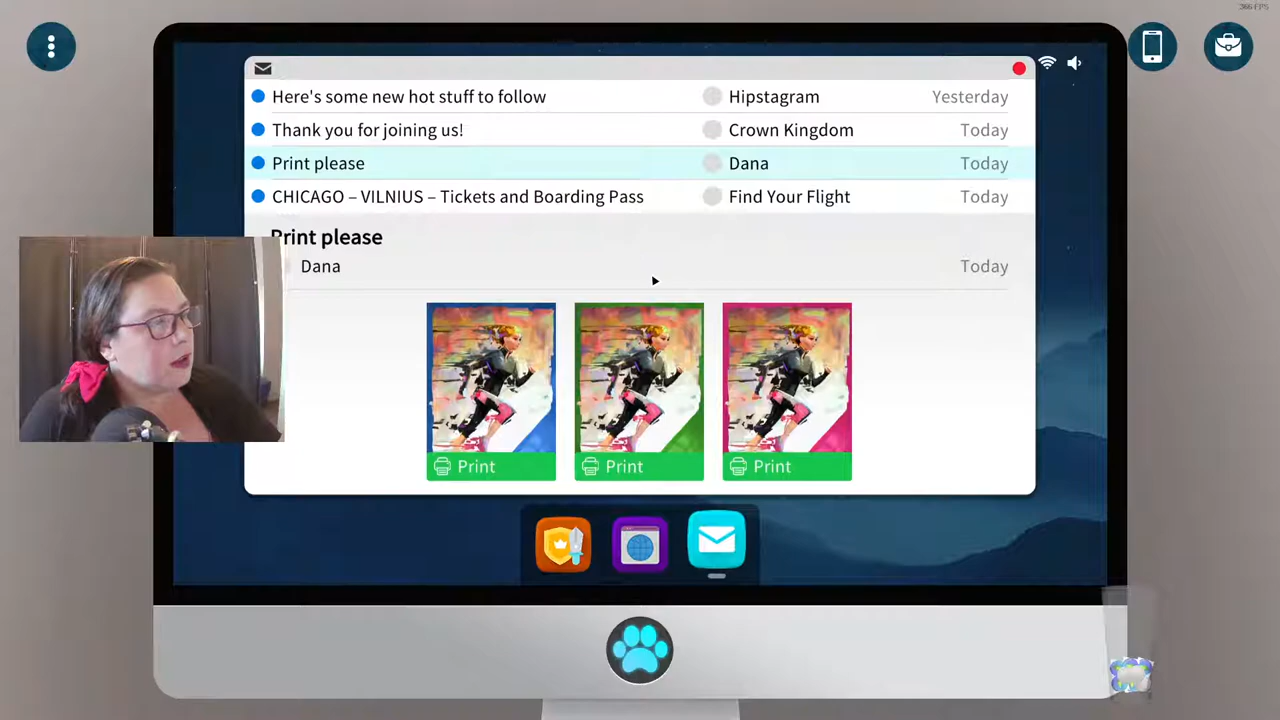 366 FPS
Here's some new hot stuff to follow Hipstagram Yesterday
Thank you for joining us! Crown Kingdom Today
Print please Dana Today
CHICAGO – VILNIUS – Tickets and Boarding Pass Find Your Flight Today
Print please
Dana Today
Print Print Print